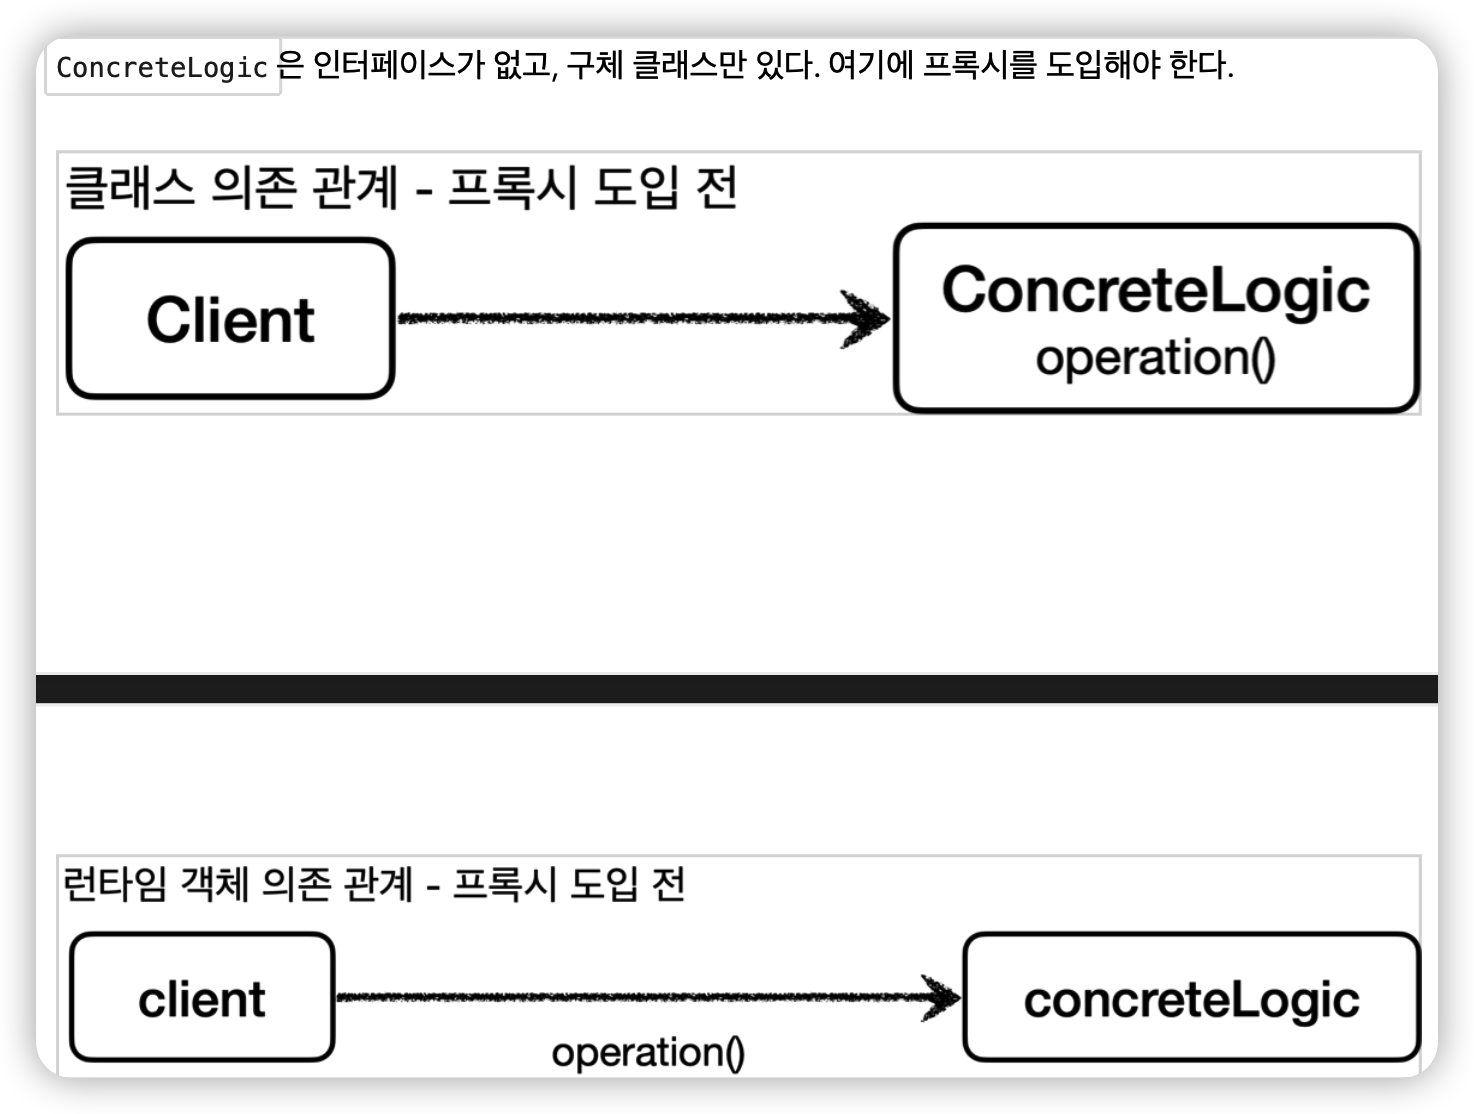 ConcreteLogic 은 인터페이스가 없고, 구체 클래스만 있다. 여기에 프록시를 도입해야 한다.
클래스 의존 관계 - 프록시 도입 전
Client
ConcreteLogic
operation()
런타임 객체 의존 관계 - 프록시 도입 전
client
concreteLogic
operation()